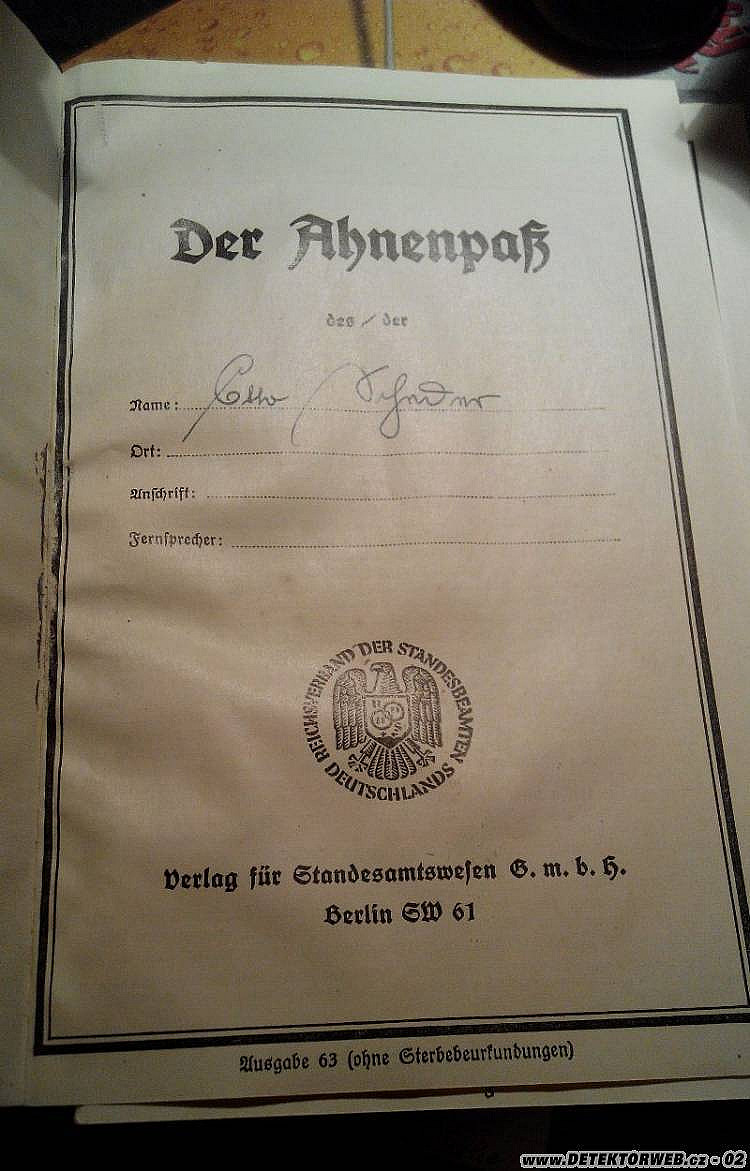 Der Ahnenpaß
des / der
Name: Otto
Ort:
Anschrift:
Fernsprecher:
REICHSVERBAND DER STANDESBEAMTEN DEUTSCHLANDS
Verlag für Standesamtswesen G. m. b. H.
Berlin SW 61
Ausgabe 63 (ohne Sterbebeurkundungen)
www.DETEKTORWEB.cz - 02